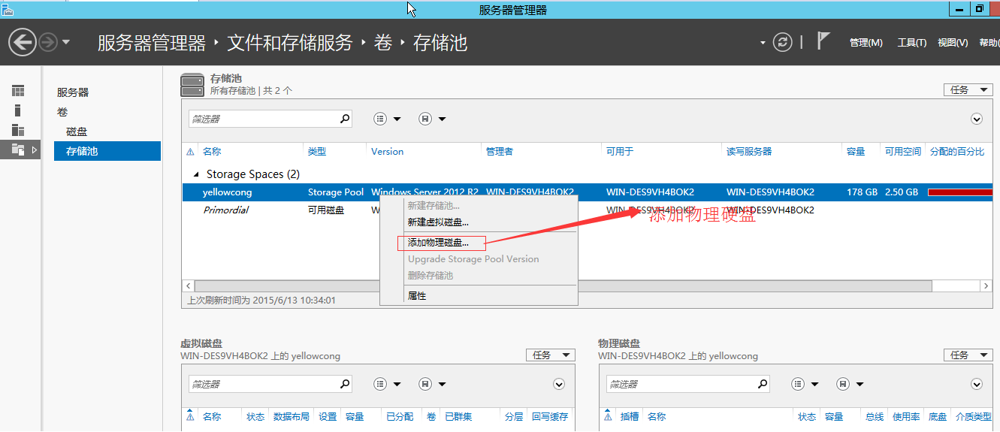 服务器管理器
服务器管理器 · 文件和存储服务 · 卷 · 存储池
管理(M) 工具(T) 视图(V) 帮助(
服务器
卷
磁盘
存储池
存储池
所有存储池 | 共 2 个
任务
筛选器
名称 类型 Version 管理者 可用于 读写服务器 容量 可用空间 分配的百分比
Storage Spaces (2)
yellowcong Storage Pool Windows Server 2012 R2 WIN-DES9VH4BOK2 WIN-DES9VH4BOK2 WIN-DES9VH4BOK2 178 GB 2.50 GB
Primordial 可用磁盘 W WIN-DES9VH4BOK2 WIN-DES9VH4BOK2
新建存储池...
新建虚拟磁盘...
添加物理磁盘...
Upgrade Storage Pool Version
删除存储池
属性
添加物理硬盘
上次刷新时间为 2015/6/13 10:34:01
虚拟磁盘
WIN-DES9VH4BOK2 上的 yellowcong
任务
筛选器
名称 状态 数据布局 设置 容量 已分配 卷 已群集 分层 回写缓存
物理磁盘
WIN-DES9VH4BOK2 上的 yellowcong
任务
筛选器
插槽 名称 状态 容量 总线 使用率 底盘 介质类型